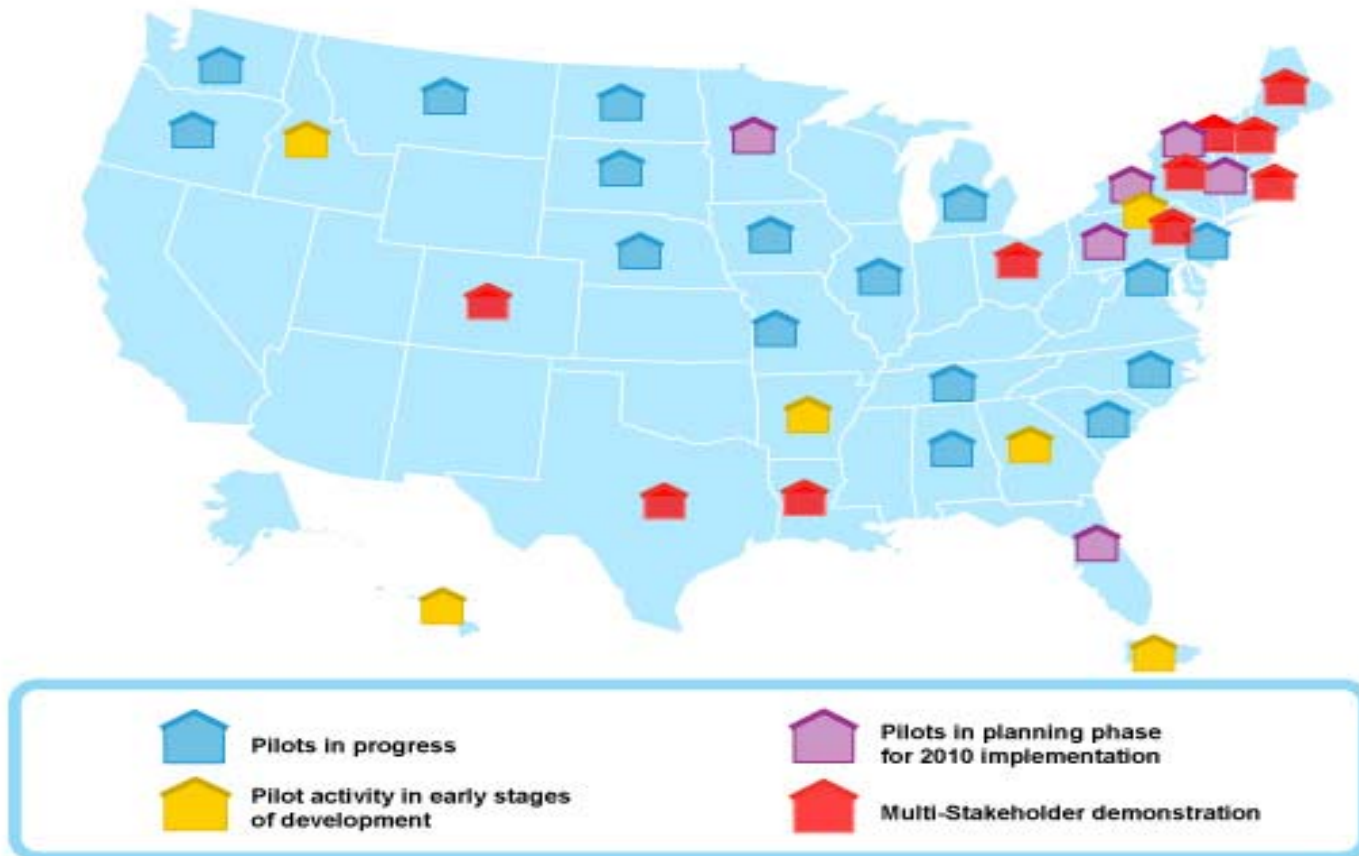 Pilots in progress
Pilots in planning phase
for 2010 implementation
Pilot activity in early stages
of development
Multi-Stakeholder demonstration